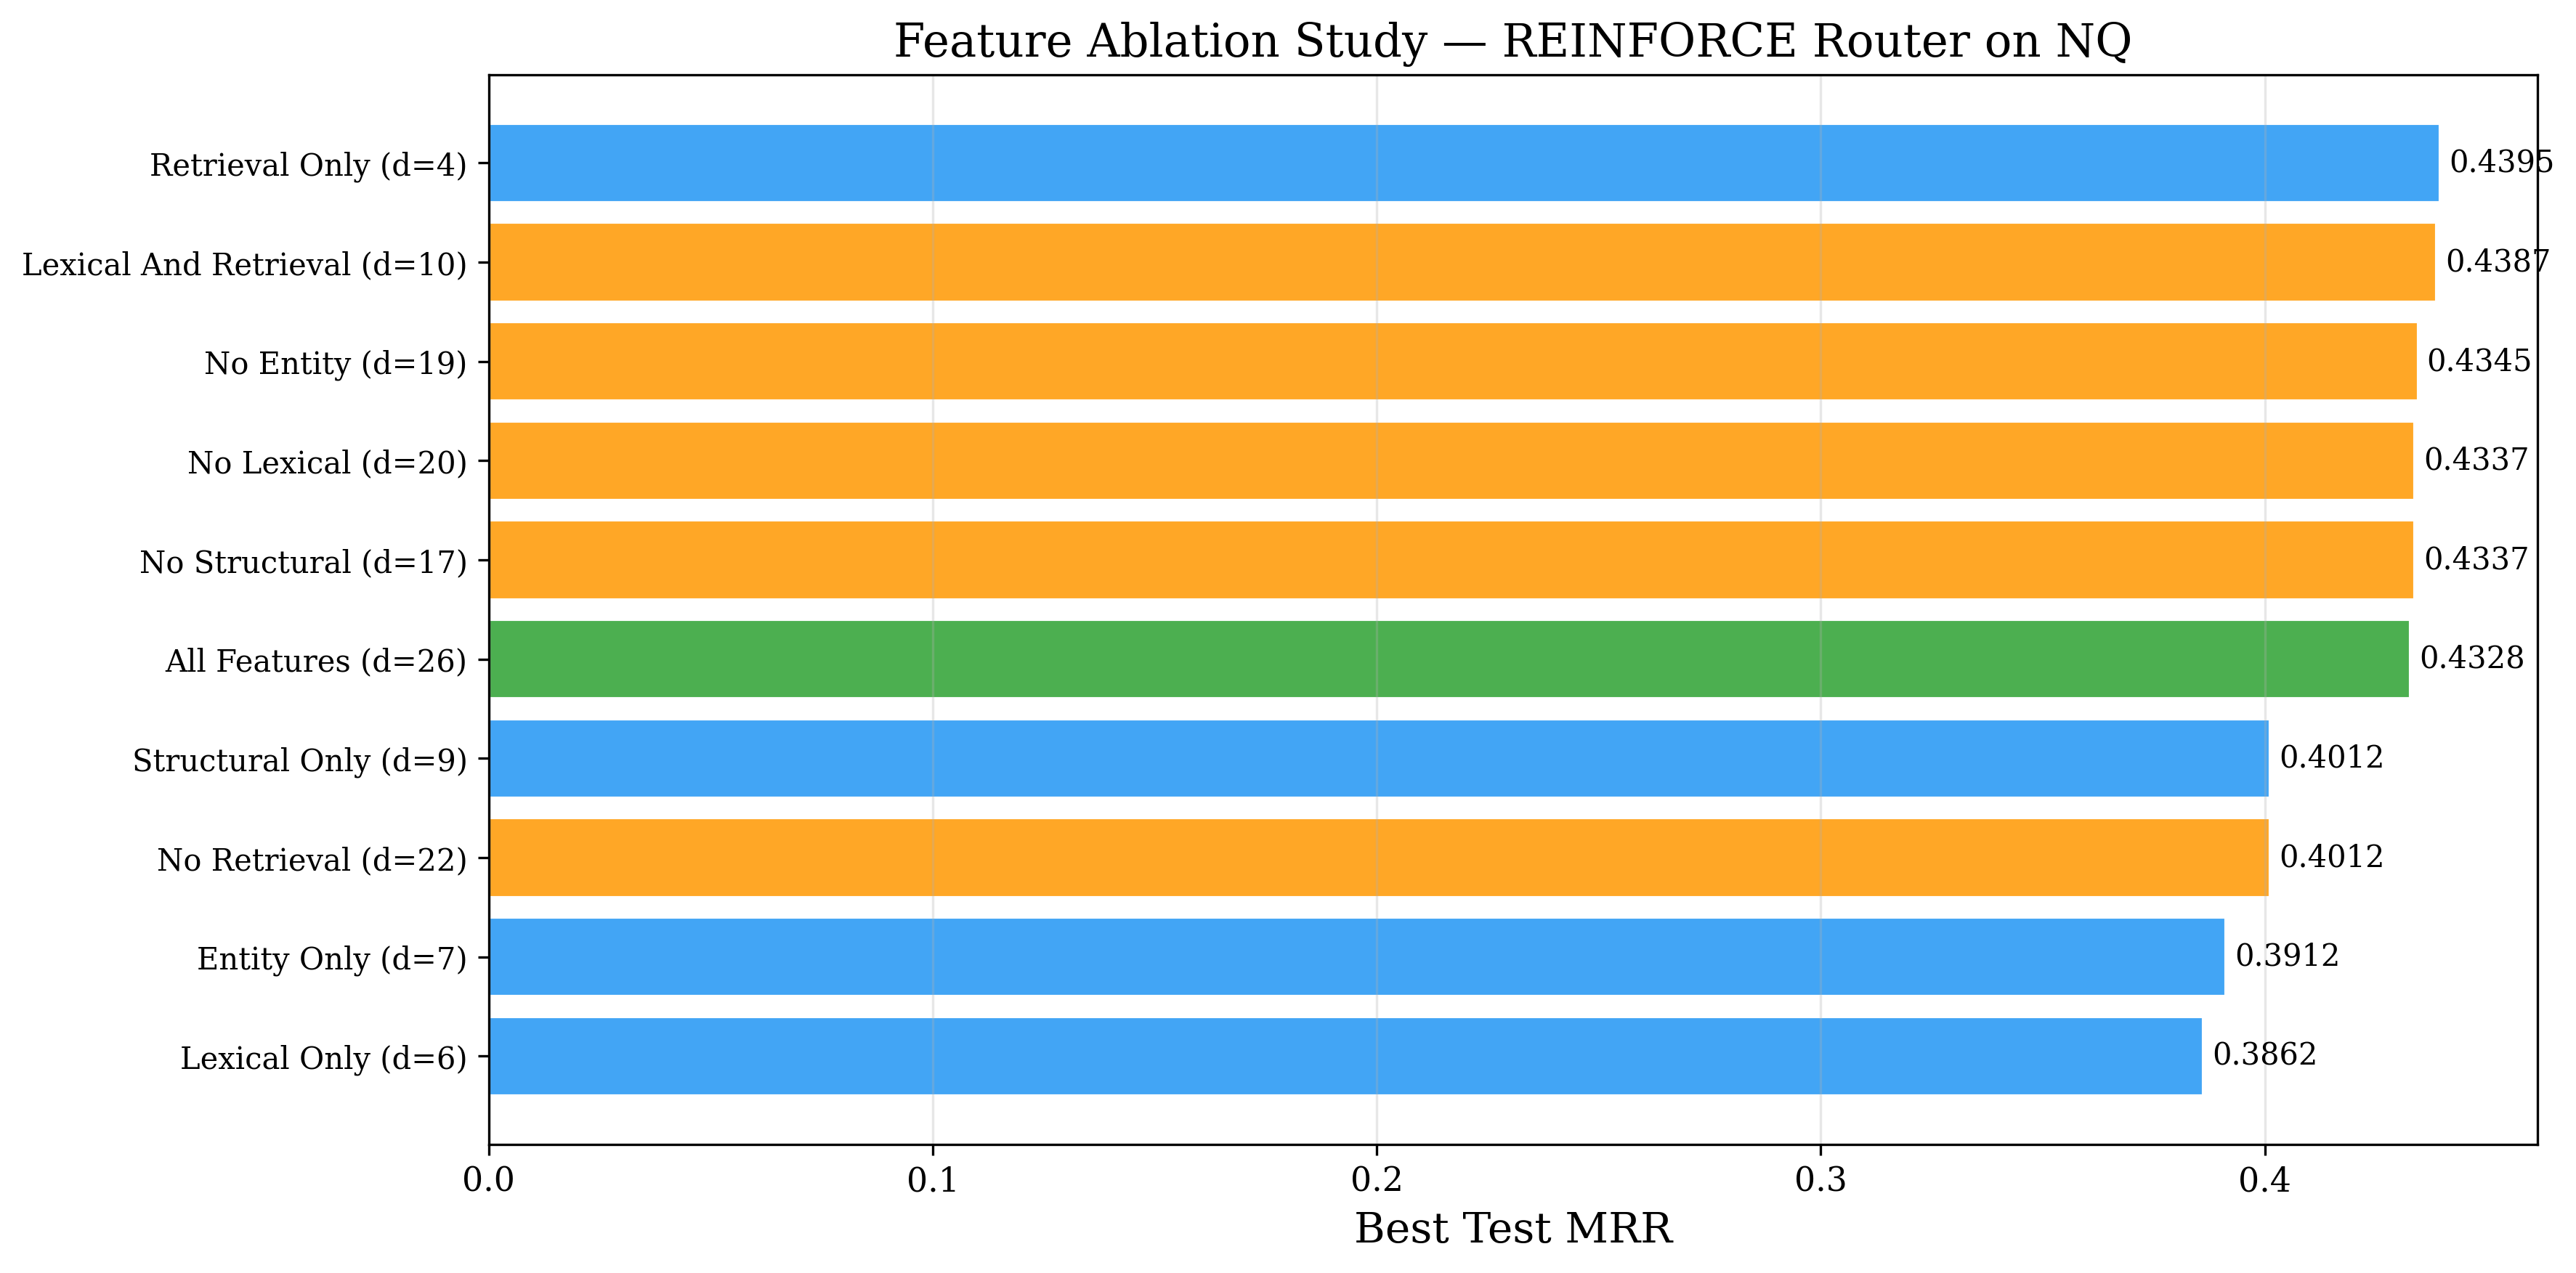 Feature Ablation Study — REINFORCE Router on NQ
Retrieval Only (d=4) 0.4395
Lexical And Retrieval (d=10) 0.4387
No Entity (d=19) 0.4345
No Lexical (d=20) 0.4337
No Structural (d=17) 0.4337
All Features (d=26) 0.4328
Structural Only (d=9) 0.4012
No Retrieval (d=22) 0.4012
Entity Only (d=7) 0.3912
Lexical Only (d=6) 0.3862
0.0 0.1 0.2 0.3 0.4
Best Test MRR